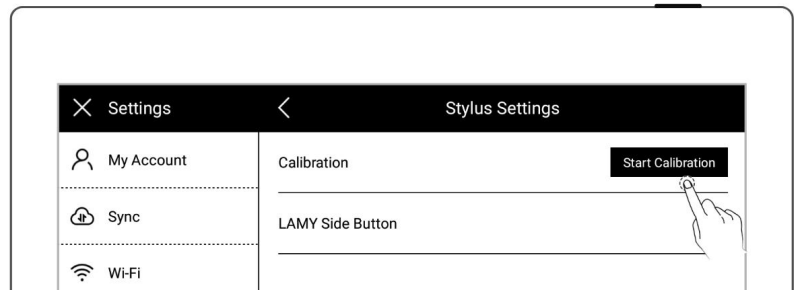 Settings
Stylus Settings
My Account
Calibration
Start Calibration
Sync
LAMY Side Button
Wi-Fi